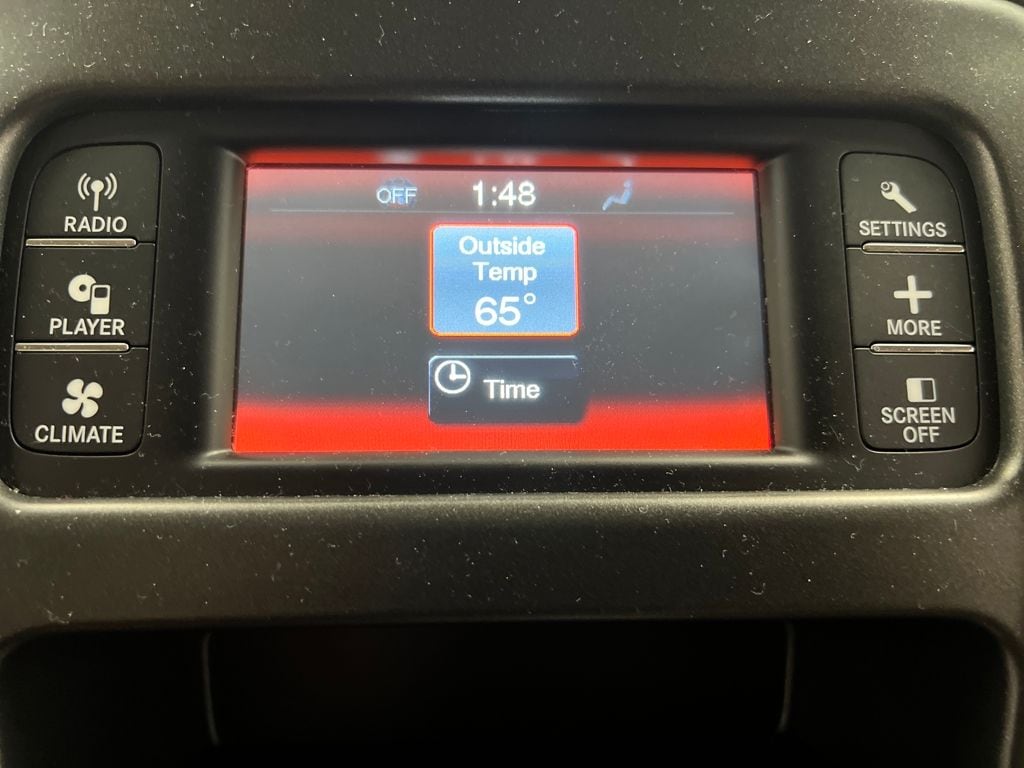 RADIO
PLAYER
CLIMATE
OFF 1:48
Outside
Temp
65°
Time
SETTINGS
MORE
SCREEN
OFF